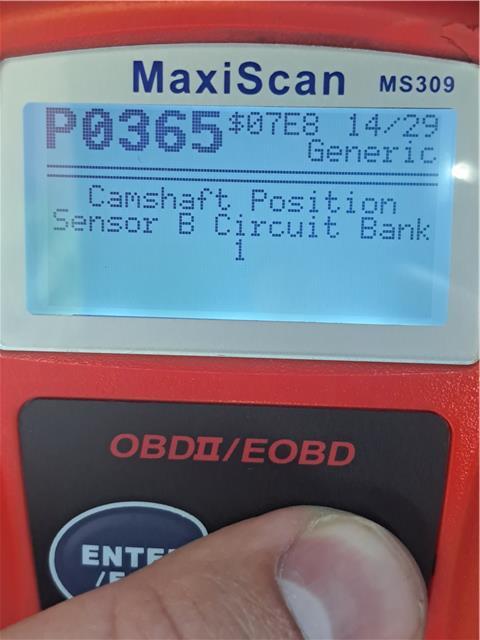 MaxiScan MS309
P0365 $07E8 14/29
Generic
Camshaft Position
Sensor B Circuit Bank
1
OBDII/EOBD